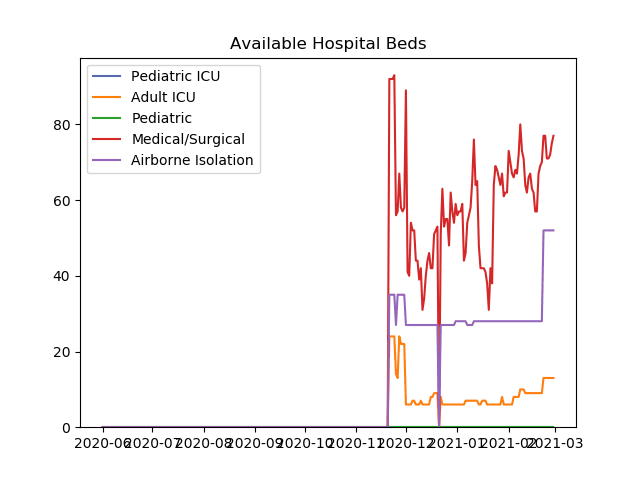 Available Hospital Beds
Pediatric ICU
Adult ICU
Pediatric
Medical/Surgical
Airborne Isolation
80
60
40
20
0
2020-06 2020-07 2020-08 2020-09 2020-10 2020-11 2020-12 2021-01 2021-02 2021-03